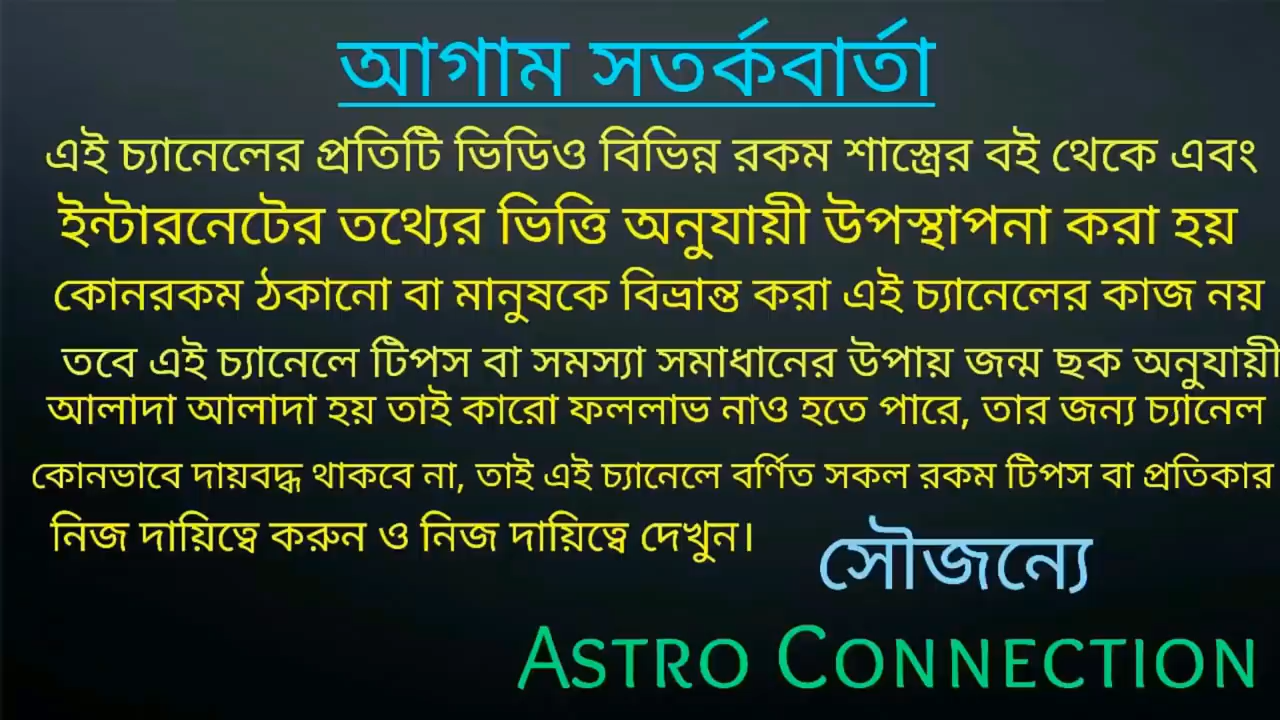 আগাম সতর্কবার্তা
এই চ্যানেলের প্রতিটি ভিডিও বিভিন্ন রকম শাস্ত্রের বই থেকে এবং
ইন্টারনেটের তথ্যের ভিত্তি অনুযায়ী উপস্থাপনা করা হয়
কোনরকম ঠকানো বা মানুষকে বিভ্রান্ত করা এই চ্যানেলের কাজ নয়
তবে এই চ্যানেলে টিপস বা সমস্যা সমাধানের উপায় জন্ম ছক অনুযায়ী
আলাদা আলাদা হয় তাই কারো ফললাভ নাও হতে পারে, তার জন্য চ্যানেল
কোনভাবে দায়বদ্ধ থাকবে না, তাই এই চ্যানেলে বর্ণিত সকল রকম টিপস বা প্রতিকার
নিজ দায়িত্বে করুন ও নিজ দায়িত্বে দেখুন।
সৌজন্যে
ASTRO CONNECTION